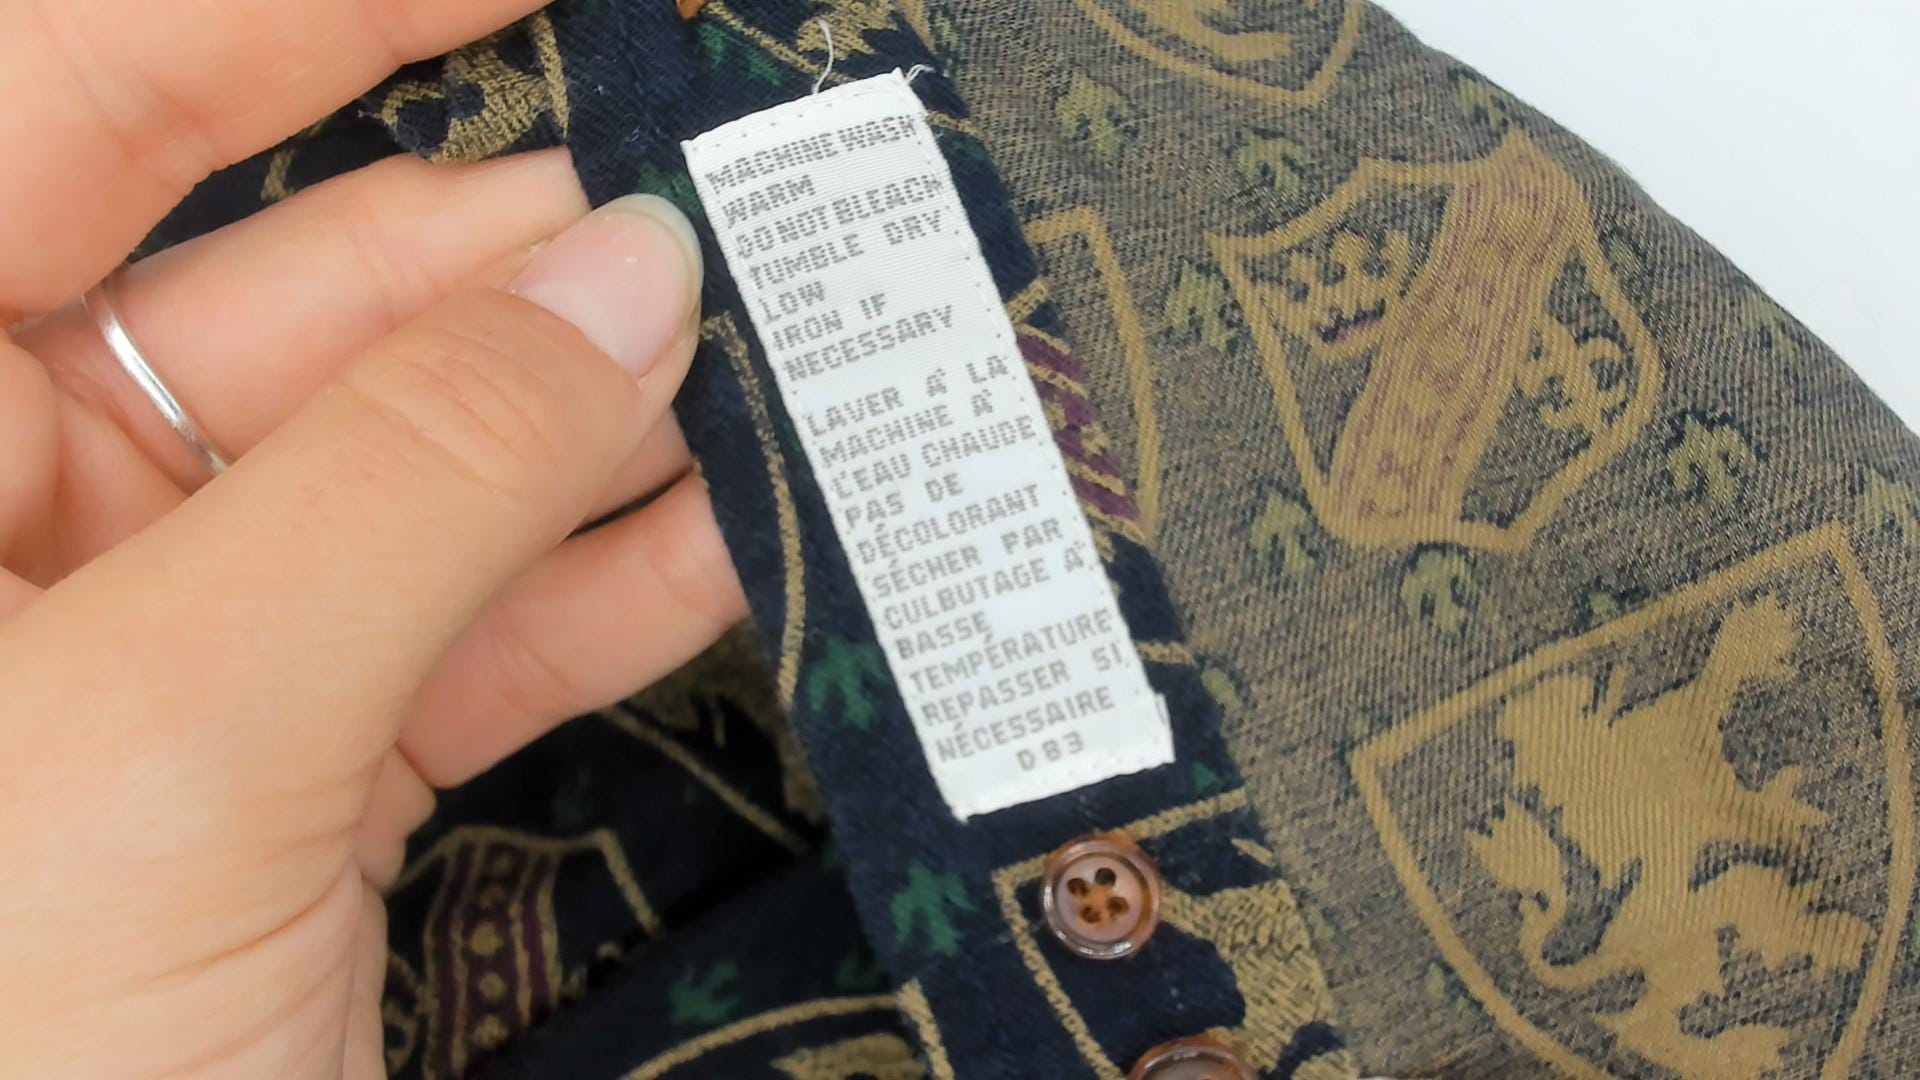 MACHINE WASH
WARM
DO NOT BLEACH
TUMBLE DRY
LOW
IRON IF
NECESSARY
LAVER À LA
MACHINE À
L'EAU CHAUDE
PAS DE
DÉCOLORANT
SÉCHER PAR
CULBUTAGE À
BASSE
TEMPÉRATURE
REPASSER SI
NÉCESSAIRE
D 83